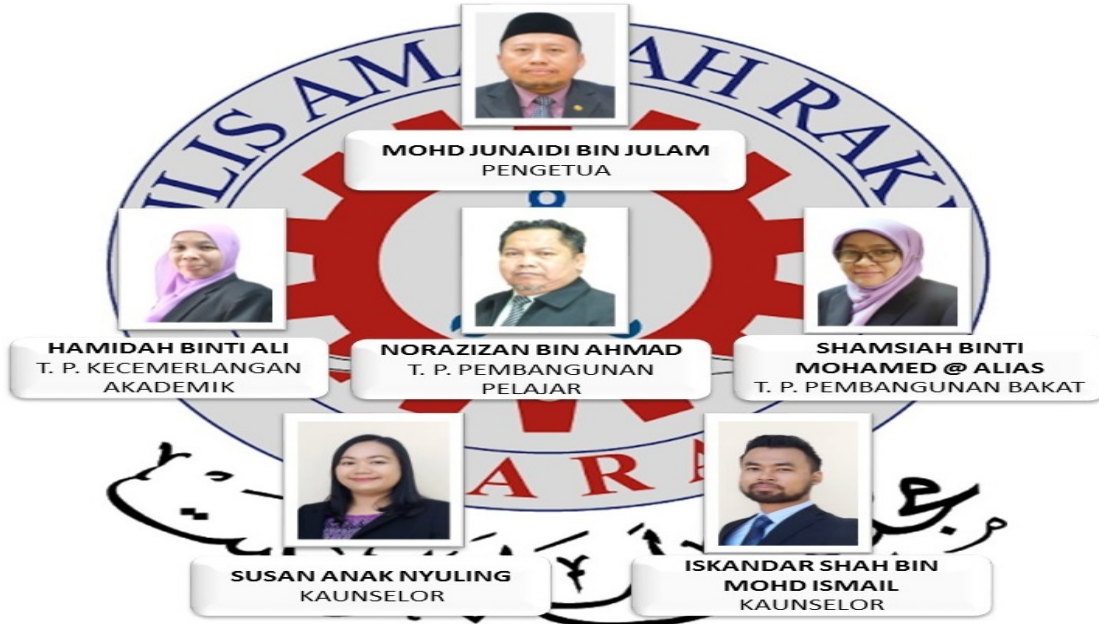 MOHD JUNAIDI BIN JULAM
PENGETUA
HAMIDAH BINTI ALI
T. P. KECEMERLANGAN
AKADEMIK
NORAZIZAN BIN AHMAD
T. P. PEMBANGUNAN
PELAJAR
SHAMSIAH BINTI
MOHAMED @ ALIAS
T. P. PEMBANGUNAN BAKAT
SUSAN ANAK NYULING
KAUNSELOR
ISKANDAR SHAH BIN
MOHD ISMAIL
KAUNSELOR